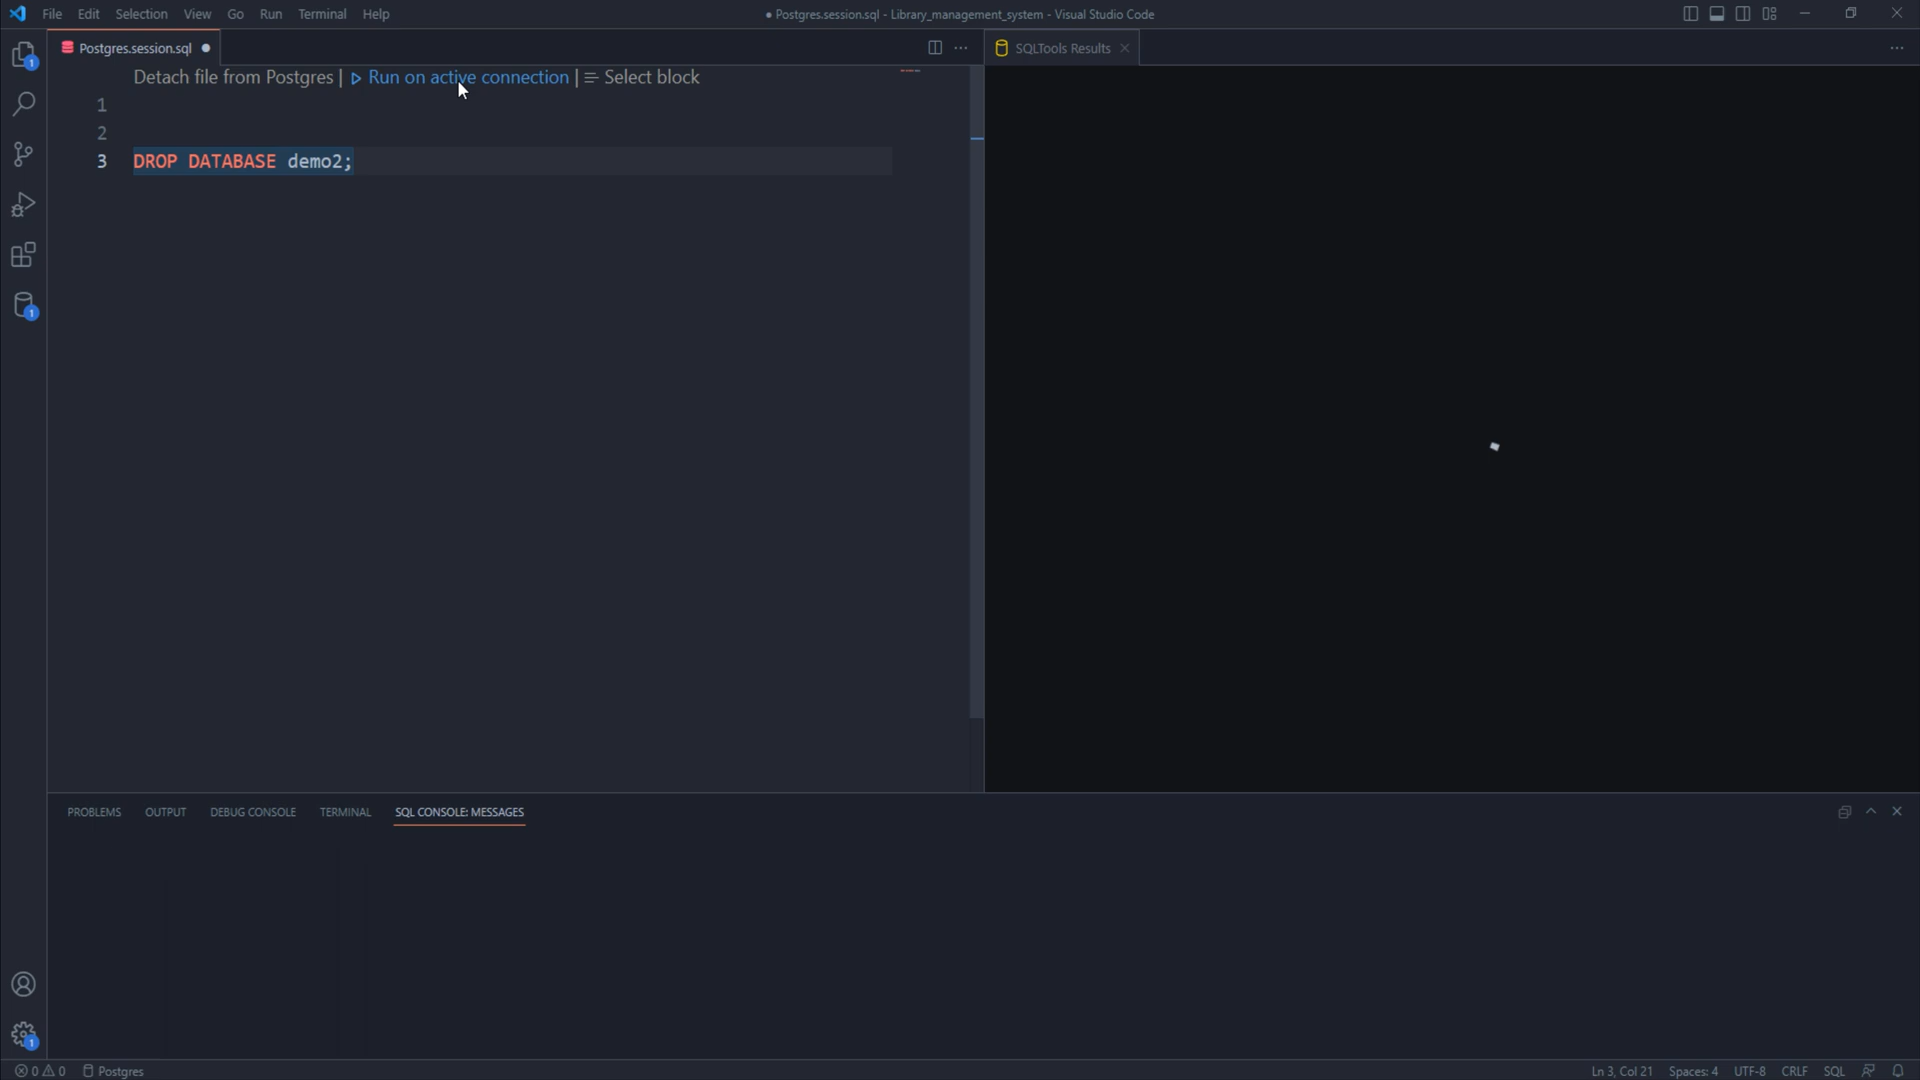 File Edit Selection View Go Run Terminal Help
● Postgres.session.sql - Library_management_system - Visual Studio Code
Postgres.session.sql ●
SQLTools Results
Detach file from Postgres | ▷ Run on active connection | Select block
1
2
3 DROP DATABASE demo2;
PROBLEMS OUTPUT DEBUG CONSOLE TERMINAL SQL CONSOLE: MESSAGES
1
1
1
0 0 Postgres
Ln 3, Col 21 Spaces: 4 UTF-8 CRLF SQL